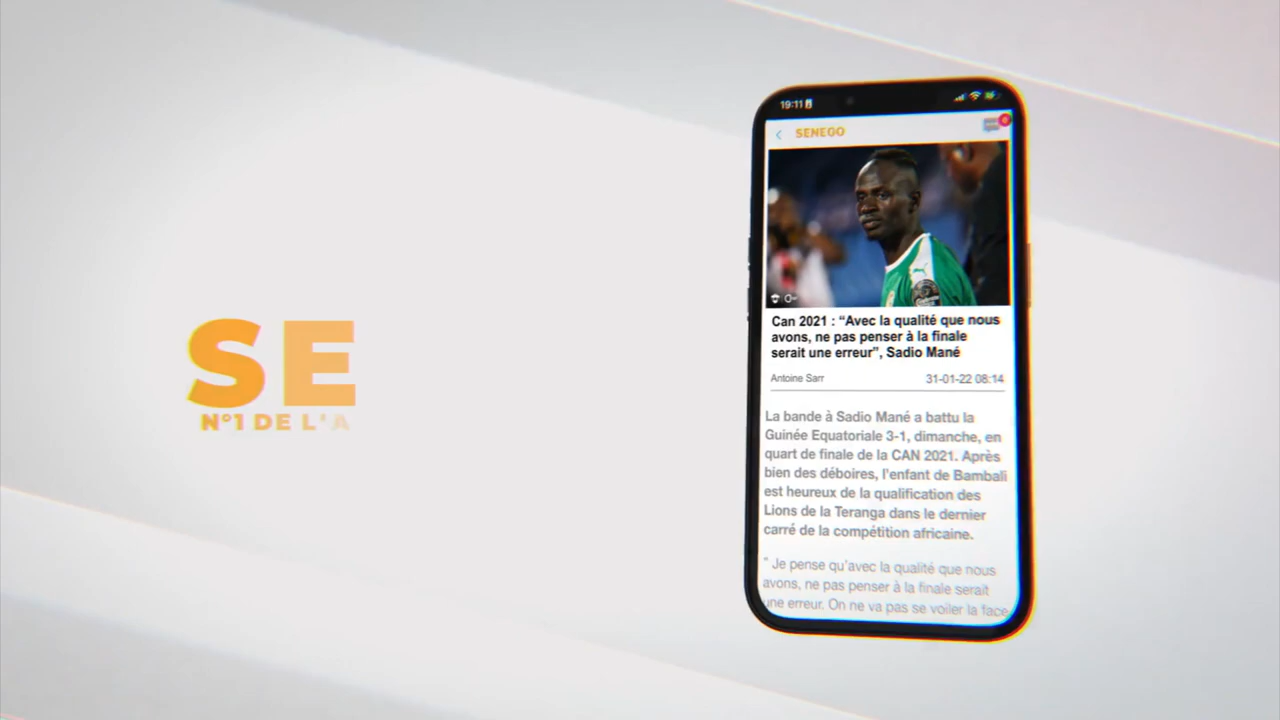 SE
N°1 DE L'A
19:11
SENEGO
Can 2021 : “Avec la qualité que nous
avons, ne pas penser à la finale
serait une erreur”, Sadio Mané
Antoine Sarr 31-01-22 08:14
La bande à Sadio Mané a battu la
Guinée Equatoriale 3-1, dimanche, en
quart de finale de la CAN 2021. Après
bien des déboires, l'enfant de Bambali
est heureux de la qualification des
Lions de la Teranga dans le dernier
carré de la compétition africaine.
" Je pense qu'avec la qualité que nous
avons, ne pas penser à la finale serait
une erreur. On ne va pas se voiler la face